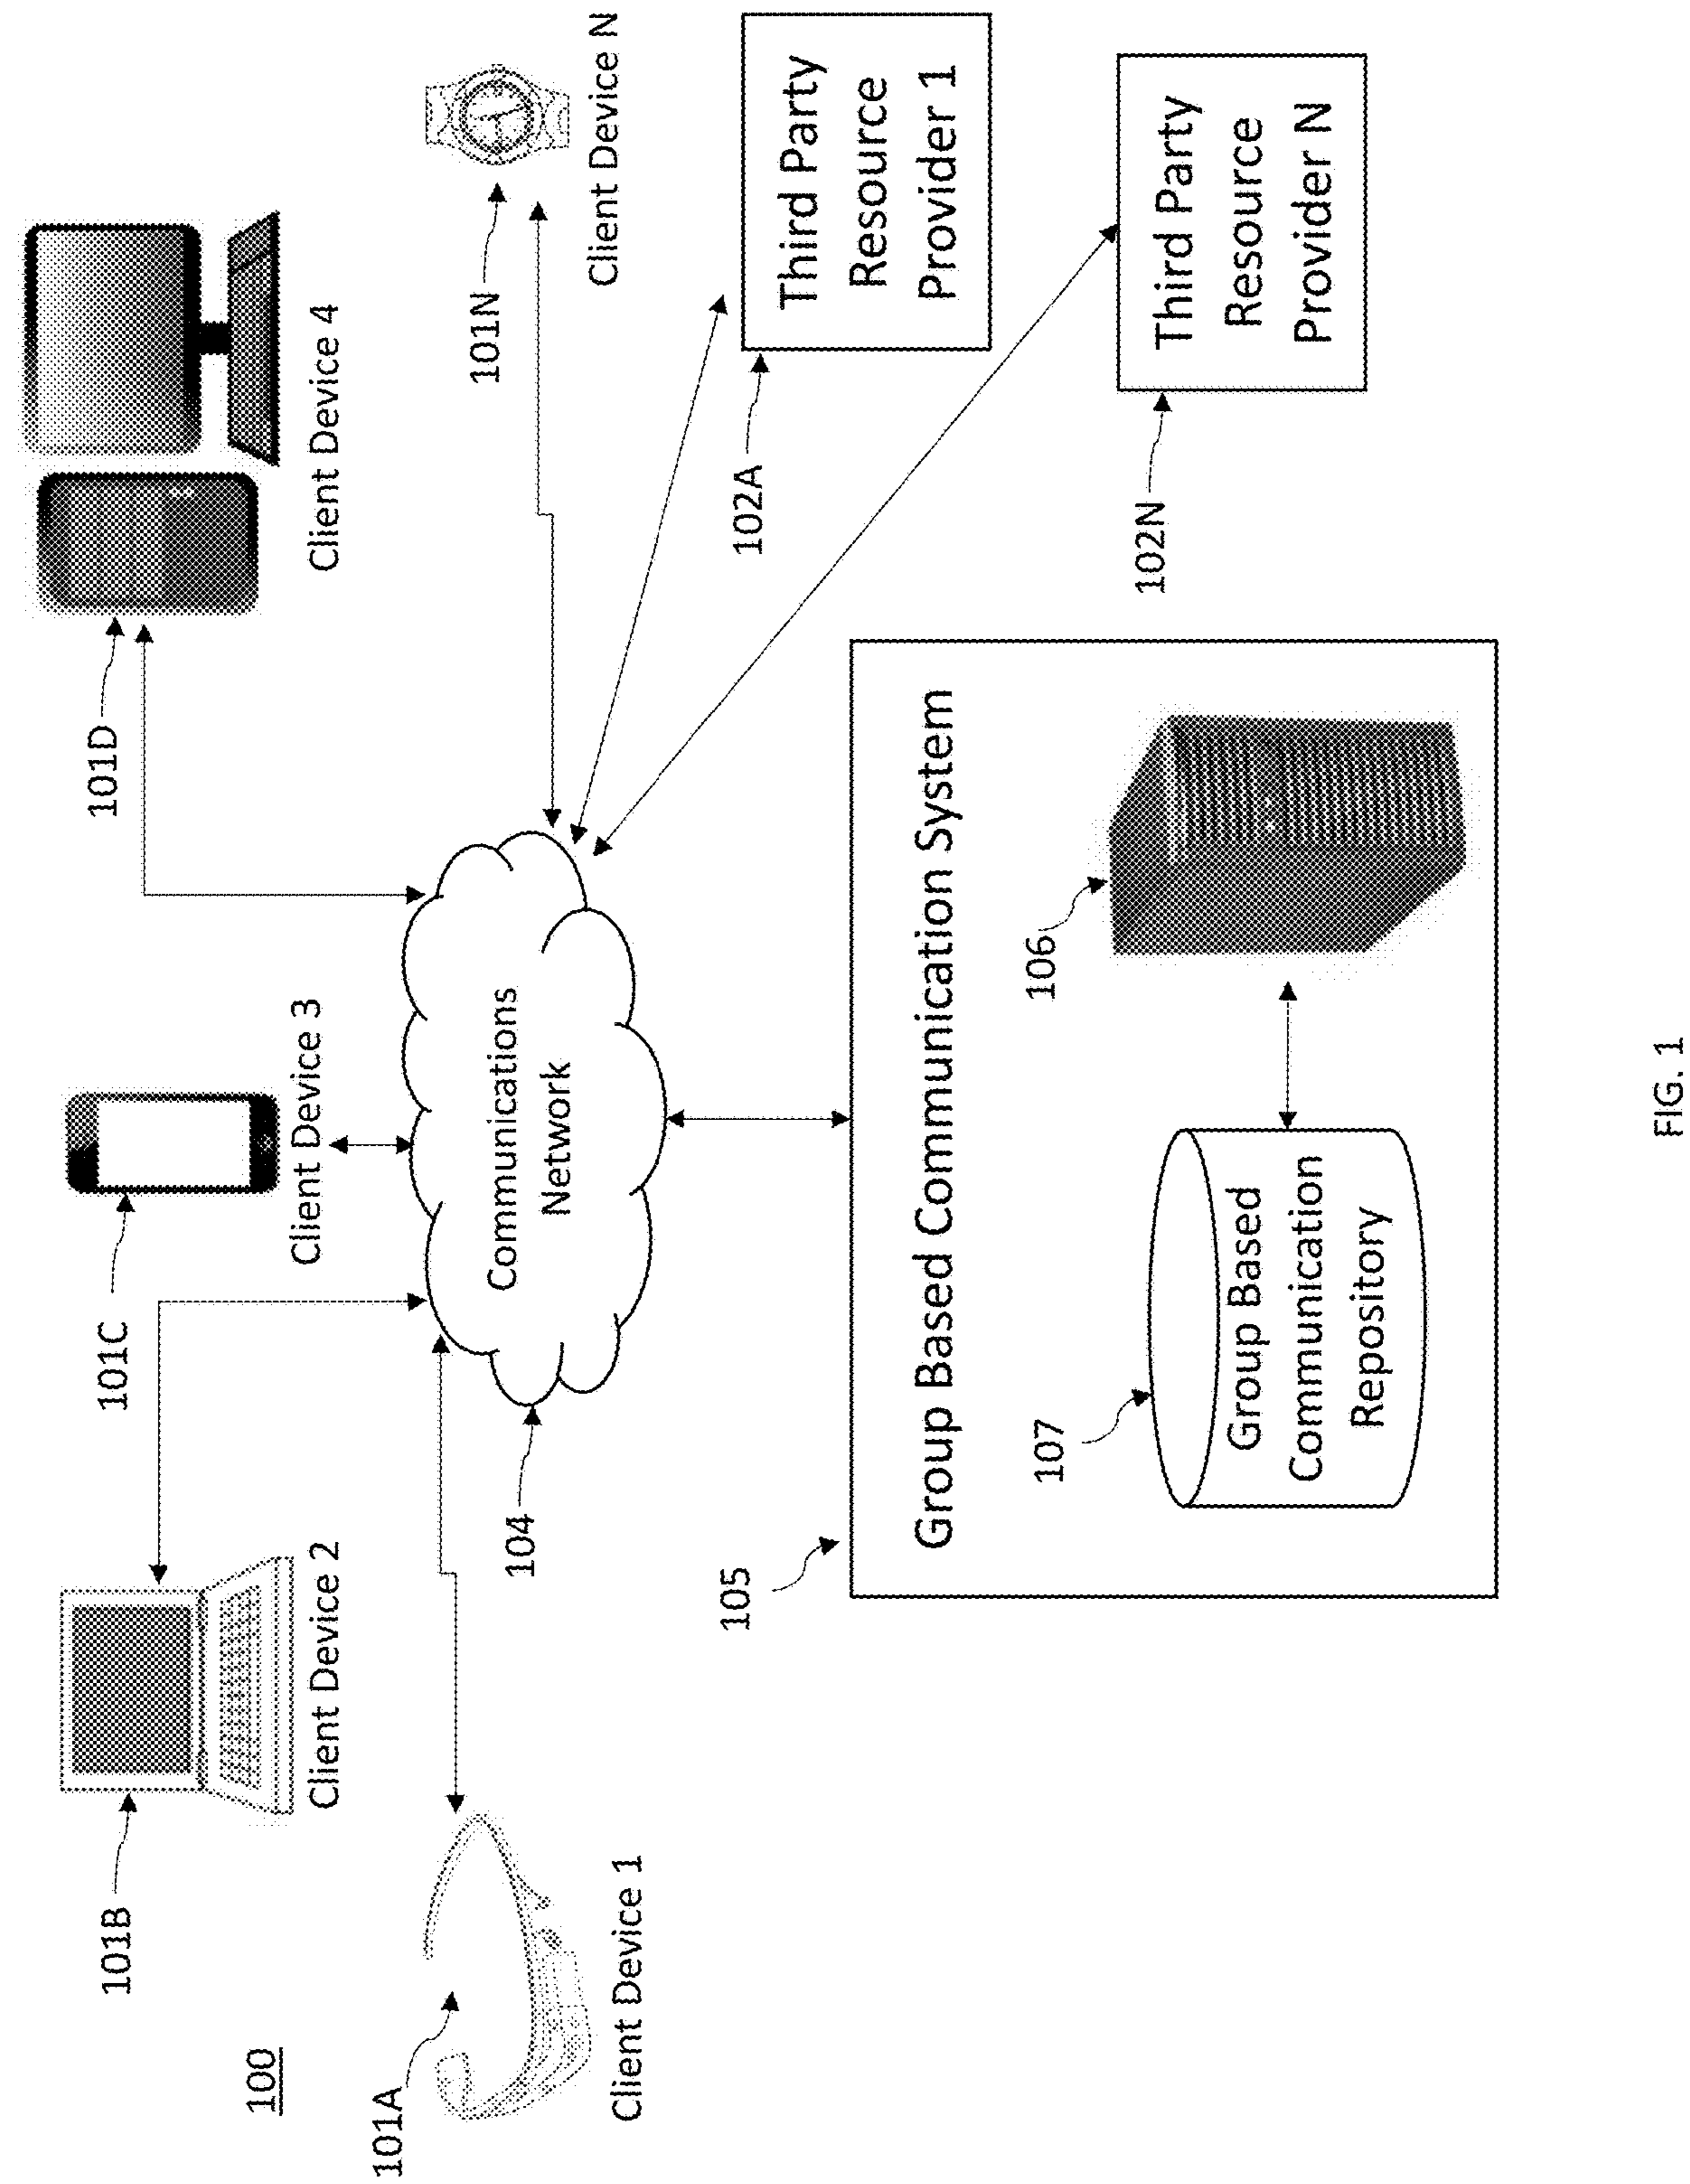 100
101A
Client Device 1
101B
Client Device 2
101C
Client Device 3
101D
Client Device 4
101N
Client Device N
104
Communications
Network
102A
Third Party
Resource
Provider 1
102N
Third Party
Resource
Provider N
105
Group Based Communication System
107
Group Based
Communication
Repository
106
FIG. 1